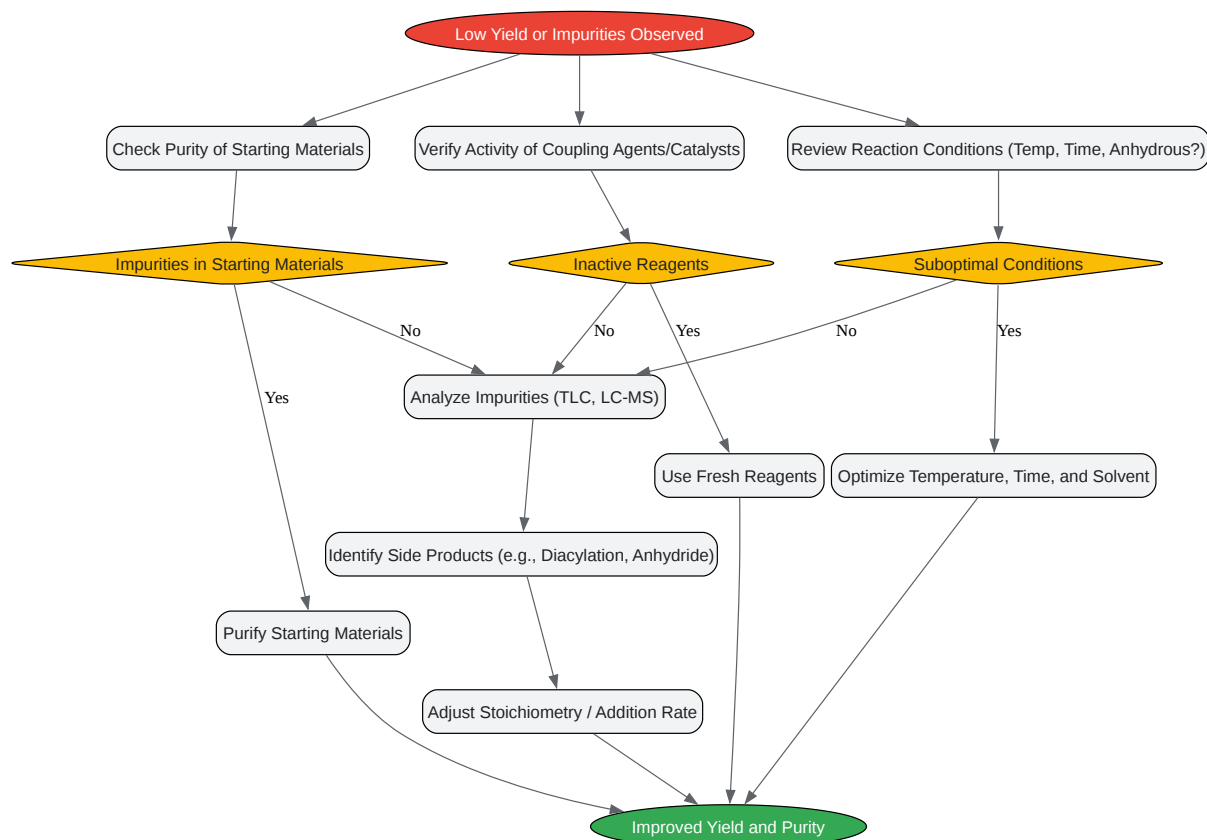 Low Yield or Impurities Observed
Check Purity of Starting Materials
Verify Activity of Coupling Agents/Catalysts
Review Reaction Conditions (Temp, Time, Anhydrous?)
Impurities in Starting Materials
Inactive Reagents
Suboptimal Conditions
No
No
Yes
No
Yes
Analyze Impurities (TLC, LC-MS)
Yes
Use Fresh Reagents
Optimize Temperature, Time, and Solvent
Identify Side Products (e.g., Diacylation, Anhydride)
Purify Starting Materials
Adjust Stoichiometry / Addition Rate
Improved Yield and Purity